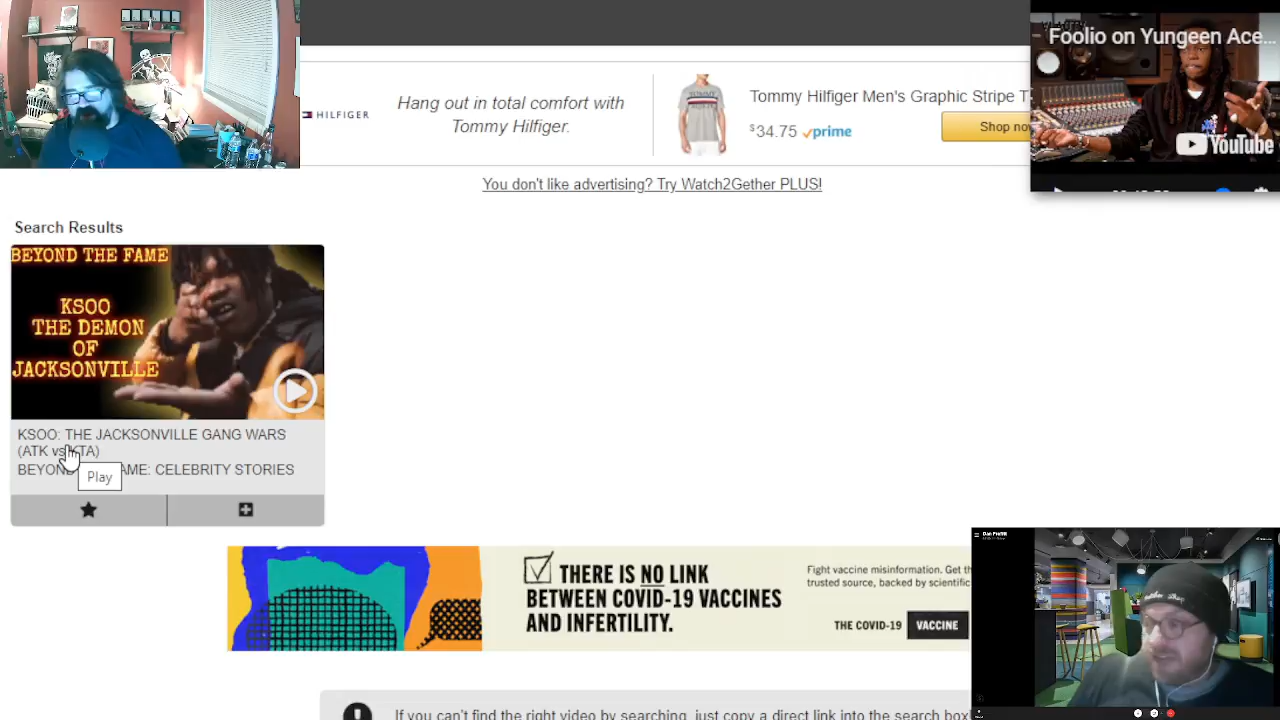 Foolio on Yungeen Ace...
HILFIGER
Hang out in total comfort with
Tommy Hilfiger.
Tommy Hilfiger Men's Graphic Stripe T
$34.75 prime
Shop no
YouTube
You don't like advertising? Try Watch2Gether PLUS!
Search Results
BEYOND THE FAME
KSOO
THE DEMON
OF
JACKSONVILLE
KSOO: THE JACKSONVILLE GANG WARS
(ATK vs KTA)
BEYOND AME: CELEBRITY STORIES
Play
THERE IS NO LINK
BETWEEN COVID-19 VACCINES
AND INFERTILITY.
Fight vaccine misinformation. Get th
trusted source, backed by scientific
THE COVID-19 VACCINE
If you can't find the right video by searching, just copy a direct link into the search box